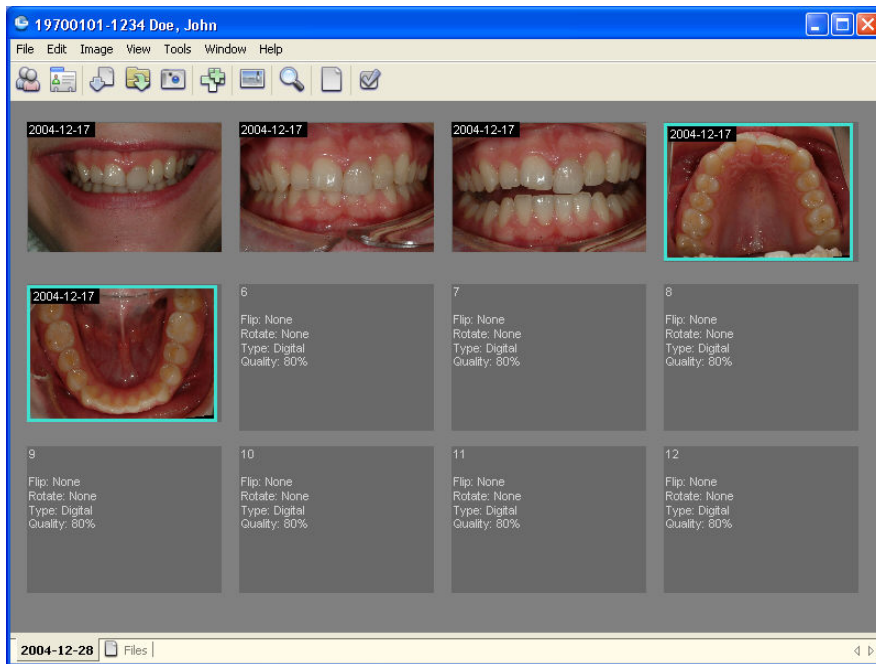 19700101-1234 Doe, John
File Edit Image View Tools Window Help
2004-12-17 2004-12-17 2004-12-17 2004-12-17
2004-12-17
6
Flip: None
Rotate: None
Type: Digital
Quality: 80%
7
Flip: None
Rotate: None
Type: Digital
Quality: 80%
8
Flip: None
Rotate: None
Type: Digital
Quality: 80%
9
Flip: None
Rotate: None
Type: Digital
Quality: 80%
10
Flip: None
Rotate: None
Type: Digital
Quality: 80%
11
Flip: None
Rotate: None
Type: Digital
Quality: 80%
12
Flip: None
Rotate: None
Type: Digital
Quality: 80%
2004-12-28 Files